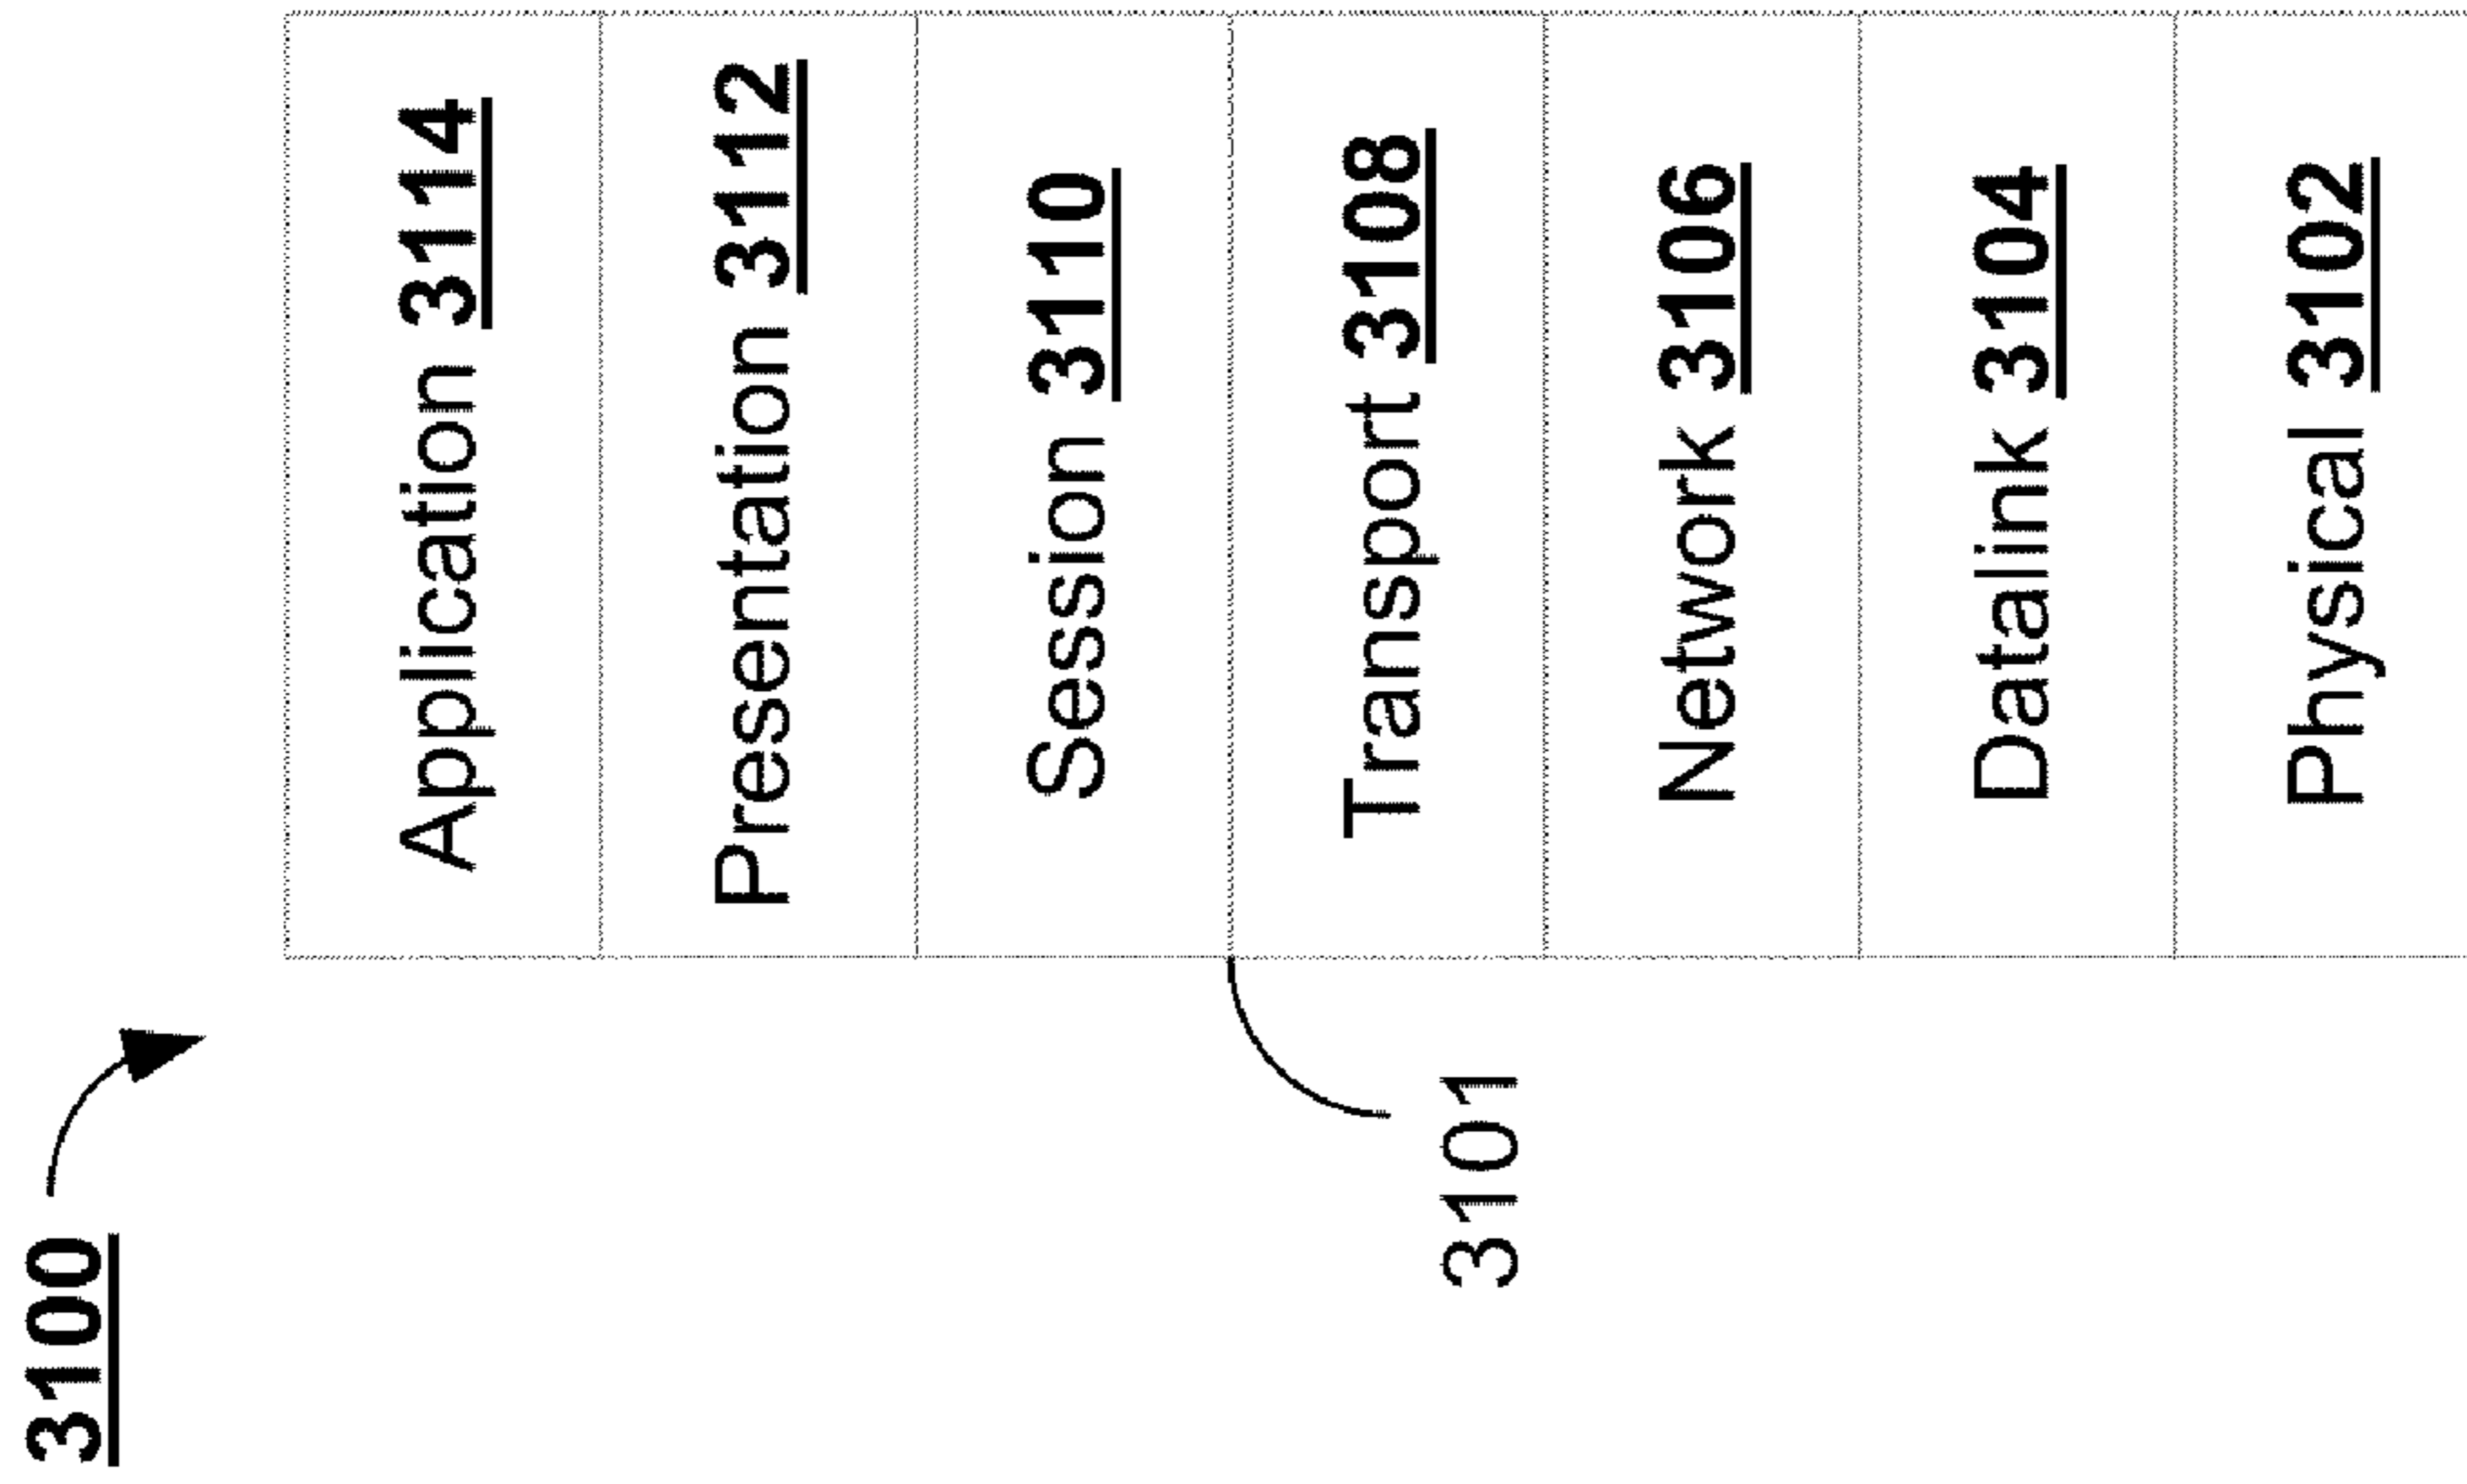 3100
Application 3114
Presentation 3112
Session 3110
Transport 3108
Network 3106
Datalink 3104
Physical 3102
3101